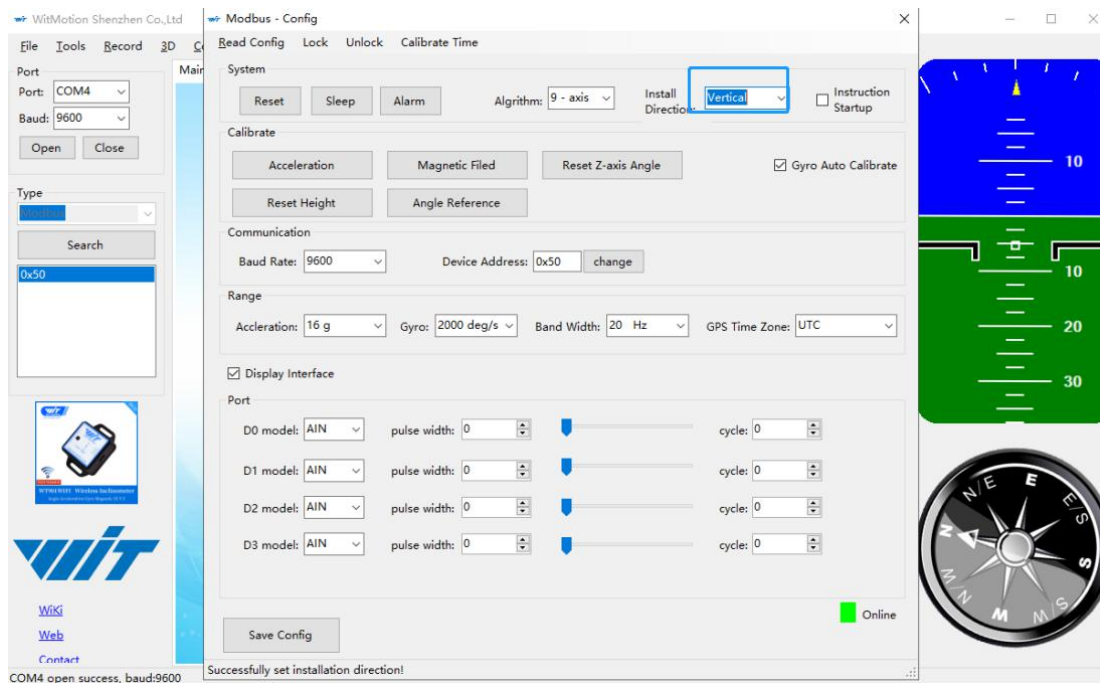 WitMotion Shenzhen Co.,Ltd
File Tools Record 3D
Port
Port: COM4
Baud: 9600
Open Close
Type
Modbus
Search
0x50
WiT
WiT
WiKi
Web
Contact
COM4 open success, baud:9600
Modbus - Config
Read Config Lock Unlock Calibrate Time
System
Reset Sleep Alarm Algrithm: 9 - axis Install Direction: Vertical Instruction Startup
Calibrate
Acceleration Magnetic Filed Reset Z-axis Angle Gyro Auto Calibrate
Reset Height Angle Reference
Communication
Baud Rate: 9600 Device Address: 0x50 change
Range
Accleration: 16 g Gyro: 2000 deg/s Band Width: 20 Hz GPS Time Zone: UTC
Display Interface
Port
D0 model: AIN pulse width: 0 cycle: 0
D1 model: AIN pulse width: 0 cycle: 0
D2 model: AIN pulse width: 0 cycle: 0
D3 model: AIN pulse width: 0 cycle: 0
Online
Save Config
Successfully set installation direction!
10
10
20
30
N/E E E/S
N S
W/N W W/S